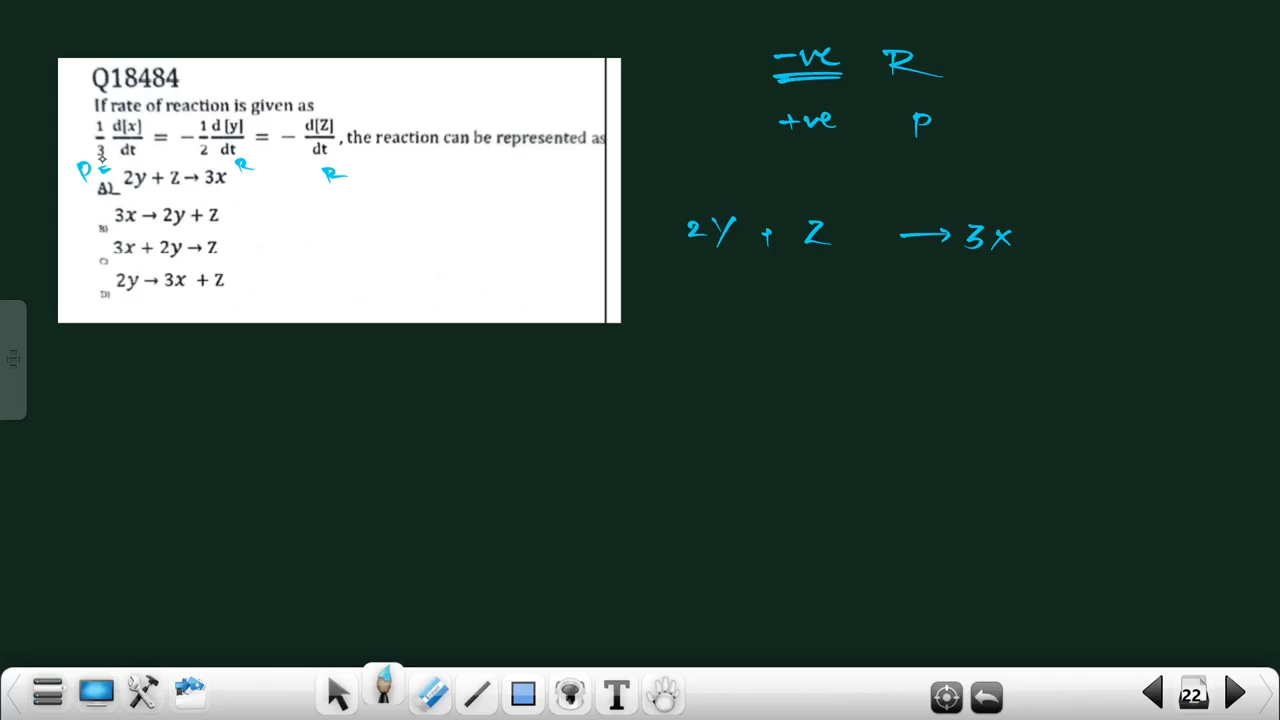 Q18484
If rate of reaction is given as
1/3 d[x]/dt = − 1/2 d[y]/dt = − d[Z]/dt , the reaction can be represented as
P R R
A) 2y + Z → 3x
B) 3x → 2y + Z
C) 3x + 2y → Z
D) 2y → 3x + Z
-ve R
+ve P
2Y + Z → 3x
T
22